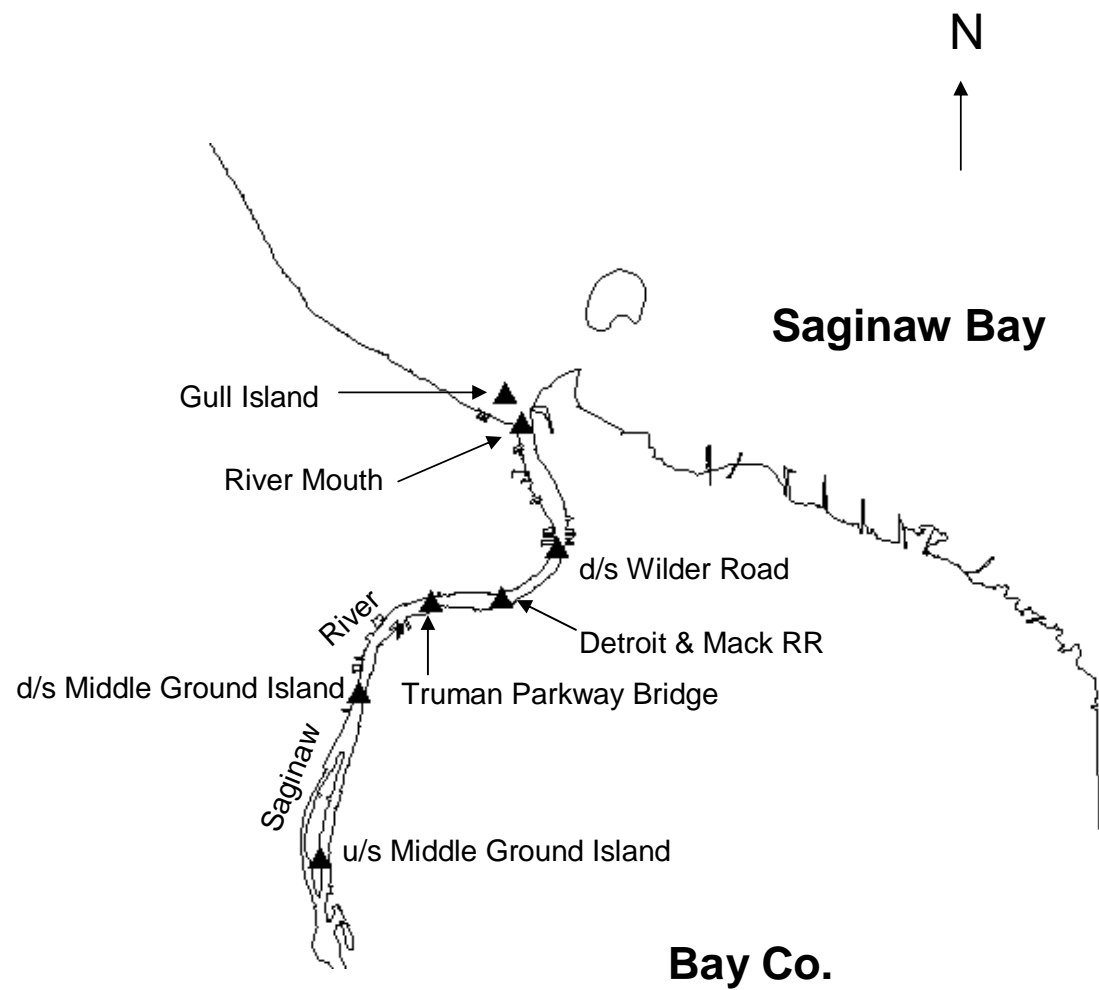 N
Saginaw Bay
Gull Island
River Mouth
d/s Wilder Road
River
Detroit & Mack RR
d/s Middle Ground Island
Truman Parkway Bridge
Saginaw
u/s Middle Ground Island
Bay Co.